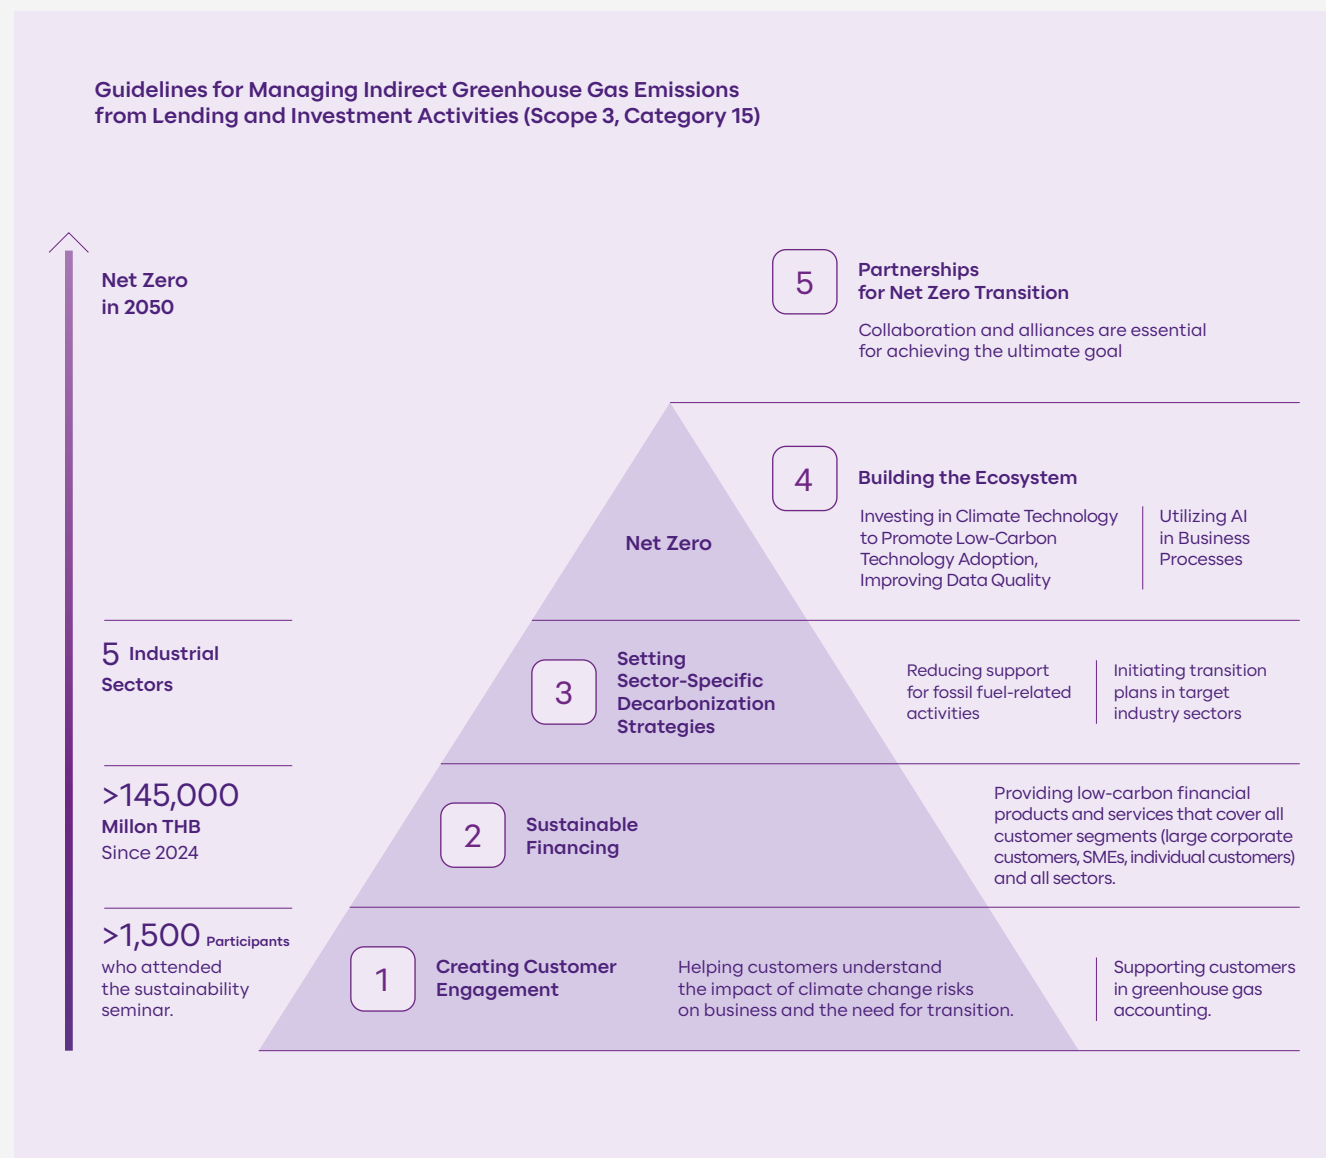 Guidelines for Managing Indirect Greenhouse Gas Emissions
from Lending and Investment Activities (Scope 3, Category 15)
Net Zero
in 2050
5
Partnerships
for Net Zero Transition
Collaboration and alliances are essential
for achieving the ultimate goal
Net Zero
4
Building the Ecosystem
Investing in Climate Technology
to Promote Low-Carbon
Technology Adoption,
Improving Data Quality
Utilizing AI
in Business
Processes
5 Industrial
Sectors
3
Setting
Sector-Specific
Decarbonization
Strategies
Reducing support
for fossil fuel-related
activities
Initiating transition
plans in target
industry sectors
>145,000
Millon THB
Since 2024
2
Sustainable
Financing
Providing low-carbon financial
products and services that cover all
customer segments (large corporate
customers, SMEs, individual customers)
and all sectors.
>1,500 Participants
who attended
the sustainability
seminar.
1
Creating Customer
Engagement
Helping customers understand
the impact of climate change risks
on business and the need for transition.
Supporting customers
in greenhouse gas
accounting.